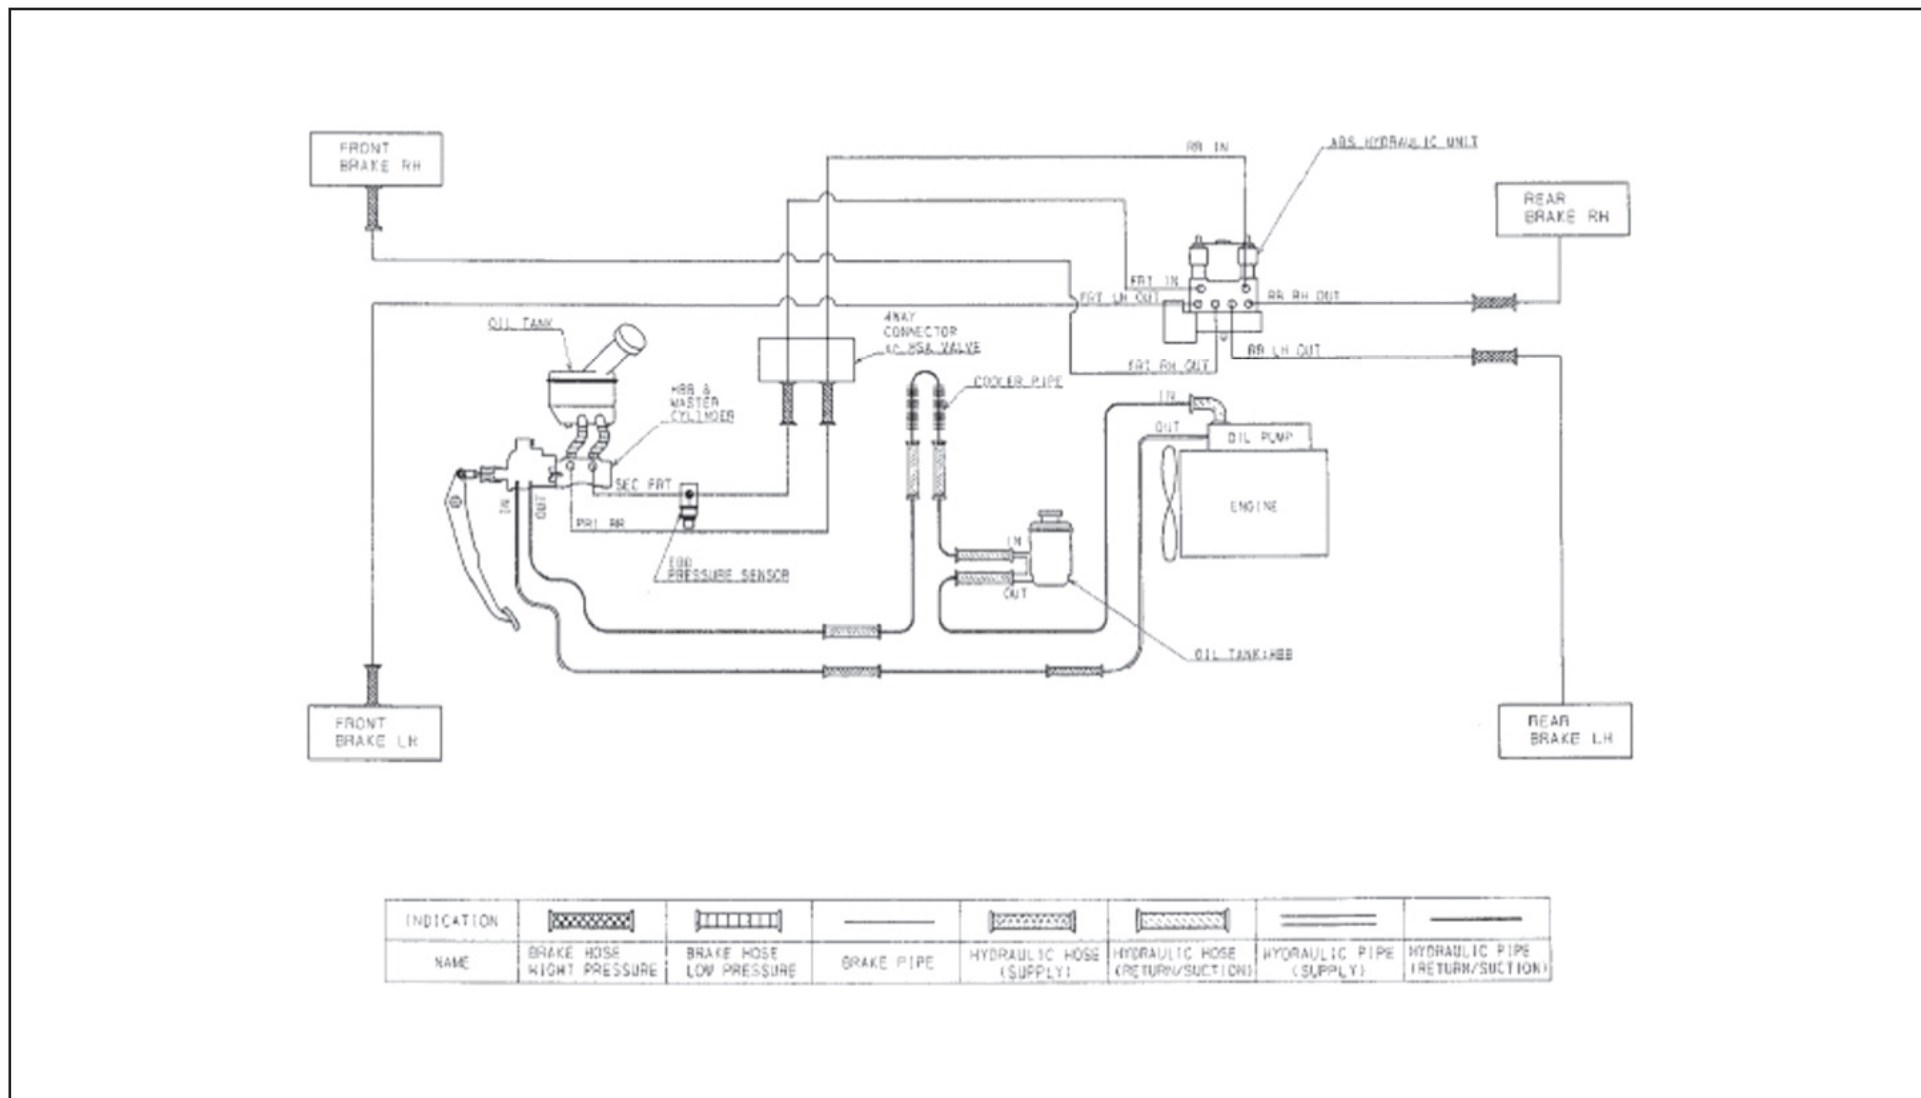 FRONT
BRAKE RH
RR IN
ABS HYDRAULIC UNIT
REAR
BRAKE RH
FRT IN
FRT LH OUT
RR RH OUT
OIL TANK
4WAY
CONNECTOR
or HSA VALVE
RR LH OUT
FRT RH OUT
COOLER PIPE
HBB &
MASTER
CYLINDER
IN
OUT
OIL PUMP
SEC FRT
IN
OUT
ENGINE
PRI RR
IN
PRESSURE SENSOR
OUT
OIL TANK:HBB
FRONT
BRAKE LH
REAR
BRAKE LH
INDICATION
NAME
BRAKE HOSE
HIGHT PRESSURE
BRAKE HOSE
LOW PRESSURE
BRAKE PIPE
HYDRAULIC HOSE
(SUPPLY)
HYDRAULIC HOSE
(RETURN/SUCTION)
HYDRAULIC PIPE
(SUPPLY)
HYDRAULIC PIPE
(RETURN/SUCTION)